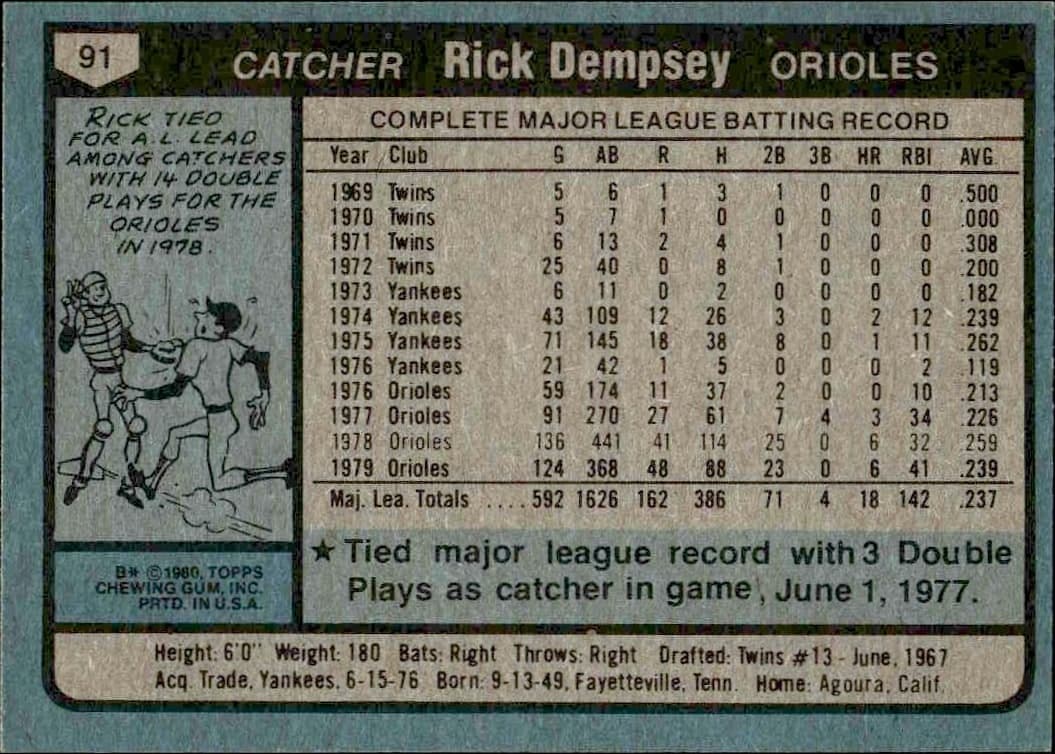 91
CATCHER Rick Dempsey ORIOLES
RICK TIED
FOR A.L. LEAD
AMONG CATCHERS
WITH 14 DOUBLE
PLAYS FOR THE
ORIOLES
IN 1978.
B* © 1980, TOPPS
CHEWING GUM, INC.
PRTD. IN U.S.A.
COMPLETE MAJOR LEAGUE BATTING RECORD
Year Club G AB R H 2B 3B HR RBI AVG.
1969 Twins 5 6 1 3 1 0 0 0 .500
1970 Twins 5 7 1 0 0 0 0 0 .000
1971 Twins 6 13 2 4 1 0 0 0 .308
1972 Twins 25 40 0 8 1 0 0 0 .200
1973 Yankees 6 11 0 2 0 0 0 0 .182
1974 Yankees 43 109 12 26 3 0 2 12 .239
1975 Yankees 71 145 18 38 8 0 1 11 .262
1976 Yankees 21 42 1 5 0 0 0 2 .119
1976 Orioles 59 174 11 37 2 0 0 10 .213
1977 Orioles 91 270 27 61 7 4 3 34 .226
1978 Orioles 136 441 41 114 25 0 6 32 .259
1979 Orioles 124 368 48 88 23 0 6 41 .239
Maj. Lea. Totals .... 592 1626 162 386 71 4 18 142 .237
★ Tied major league record with 3 Double
Plays as catcher in game, June 1, 1977.
Height: 6'0" Weight: 180 Bats: Right Throws: Right Drafted: Twins #13 - June, 1967
Acq. Trade, Yankees, 6-15-76 Born: 9-13-49, Fayetteville, Tenn. Home: Agoura, Calif.